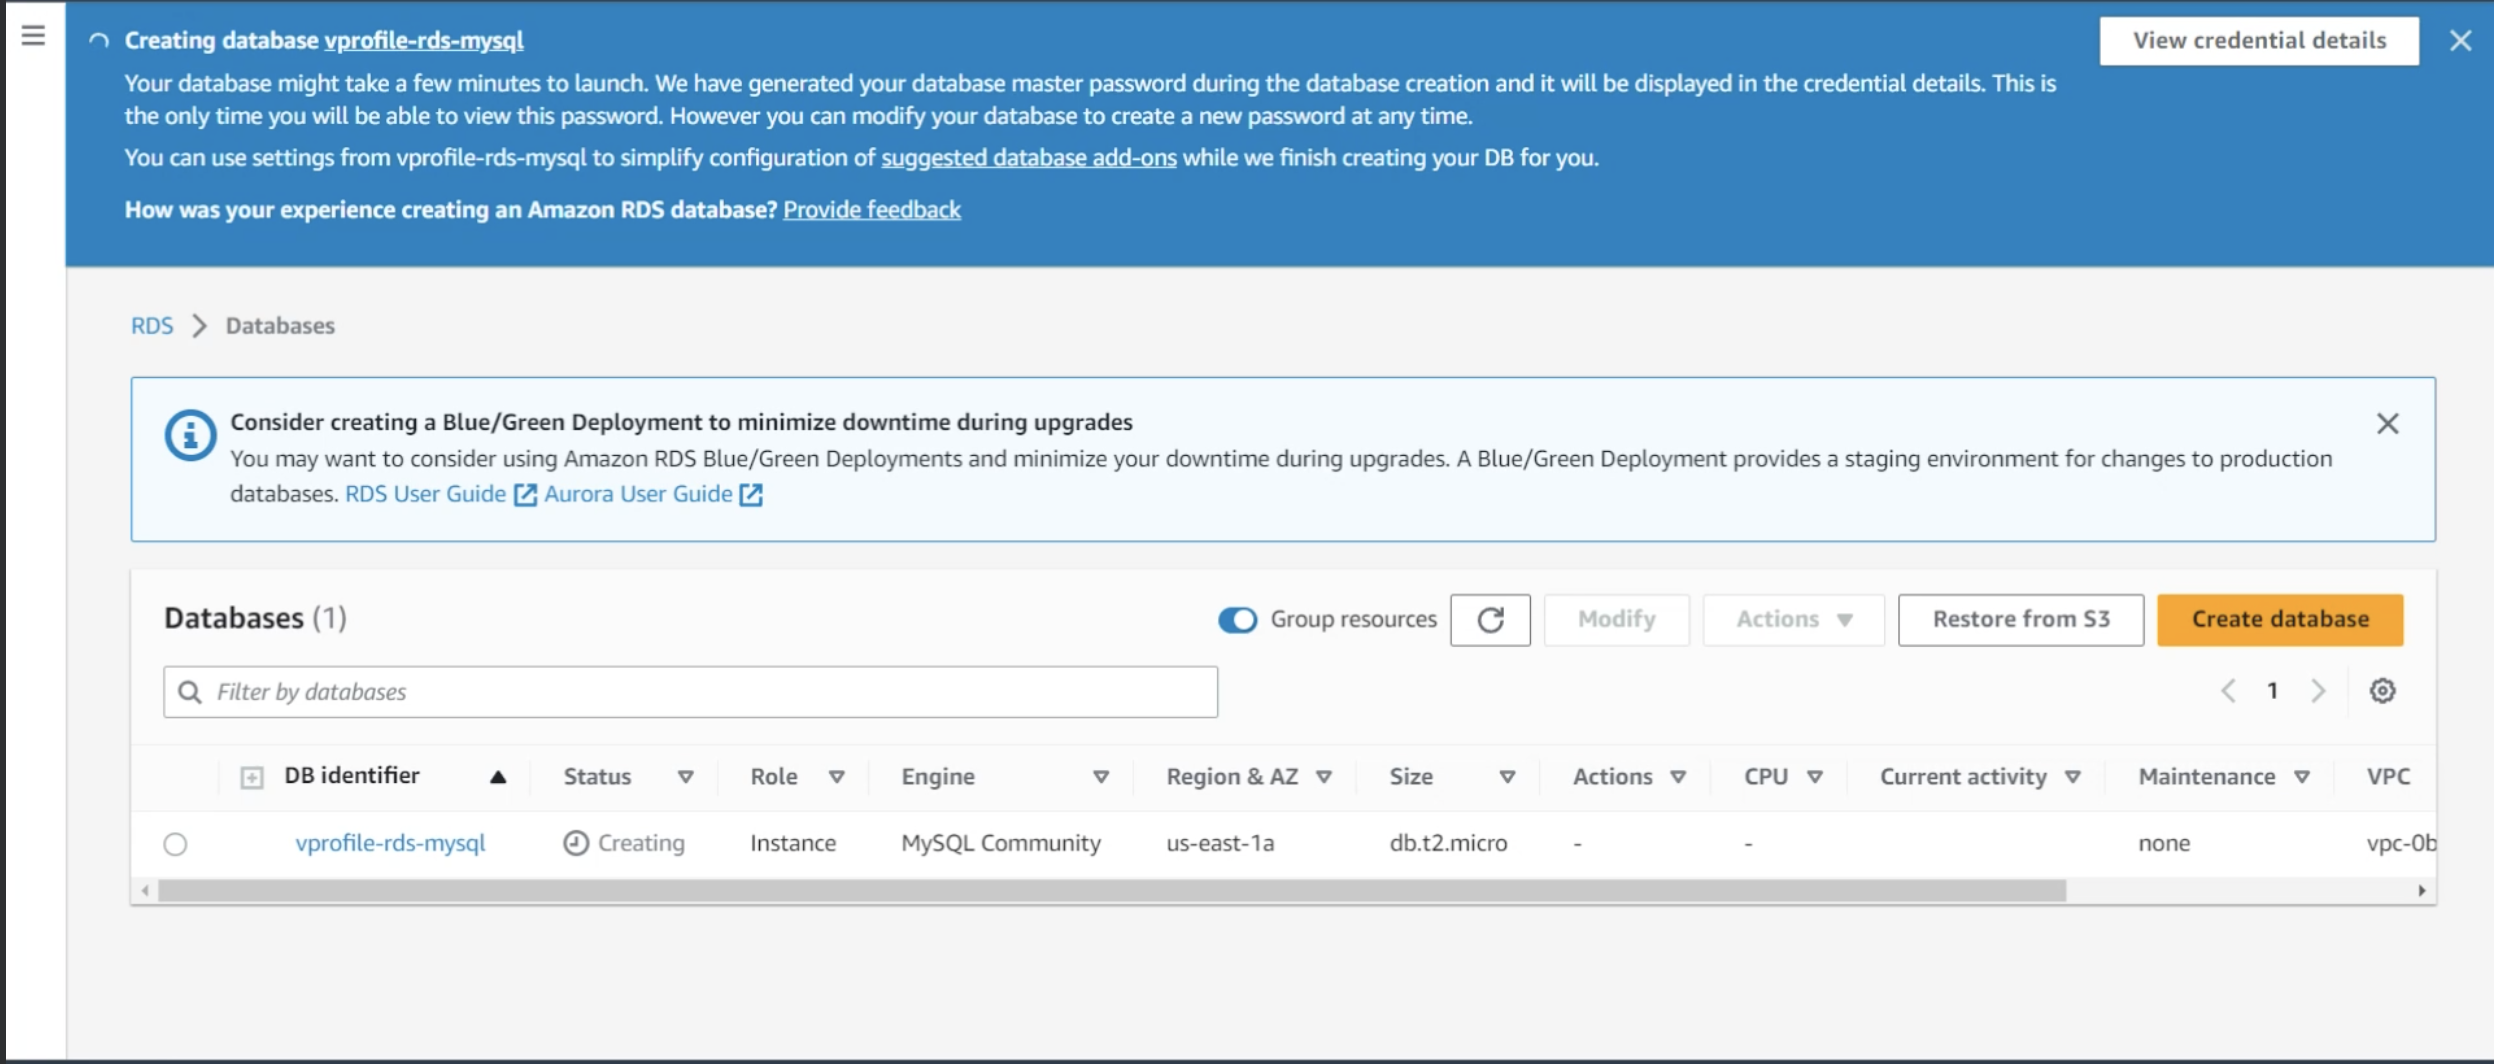 Creating database vprofile-rds-mysql
View credential details
Your database might take a few minutes to launch. We have generated your database master password during the database creation and it will be displayed in the credential details. This is
the only time you will be able to view this password. However you can modify your database to create a new password at any time.
You can use settings from vprofile-rds-mysql to simplify configuration of suggested database add-ons while we finish creating your DB for you.
How was your experience creating an Amazon RDS database? Provide feedback
RDS > Databases
Consider creating a Blue/Green Deployment to minimize downtime during upgrades
You may want to consider using Amazon RDS Blue/Green Deployments and minimize your downtime during upgrades. A Blue/Green Deployment provides a staging environment for changes to production
databases. RDS User Guide Aurora User Guide
Databases (1) Group resources Modify Actions Restore from S3 Create database
Filter by databases 1
DB identifier Status Role Engine Region & AZ Size Actions CPU Current activity Maintenance VPC
vprofile-rds-mysql Creating Instance MySQL Community us-east-1a db.t2.micro - - none vpc-0b